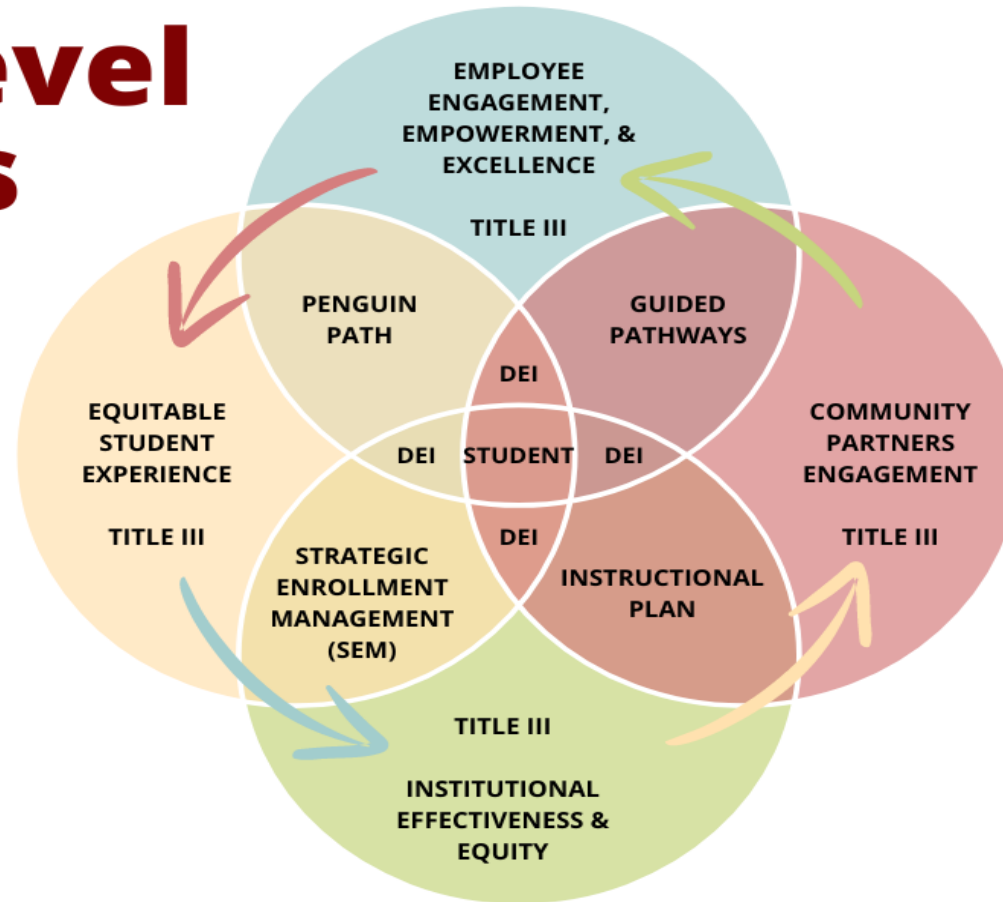 evel
s
EMPLOYEE
ENGAGEMENT,
EMPOWERMENT, &
EXCELLENCE
TITLE III
PENGUIN
PATH
GUIDED
PATHWAYS
DEI
EQUITABLE
STUDENT
EXPERIENCE
TITLE III
DEI
STUDENT
DEI
COMMUNITY
PARTNERS
ENGAGEMENT
TITLE III
DEI
STRATEGIC
ENROLLMENT
MANAGEMENT
(SEM)
INSTRUCTIONAL
PLAN
TITLE III
INSTITUTIONAL
EFFECTIVENESS &
EQUITY